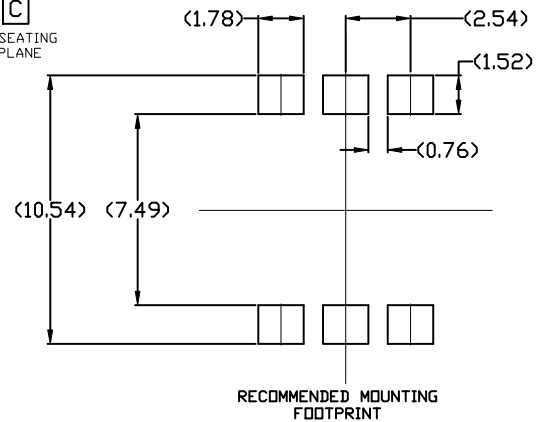 C
SEATING
PLANE
(1.78)
(2.54)
(1.52)
(0.76)
(10.54) (7.49)
RECOMMENDED MOUNTING
FOOTPRINT